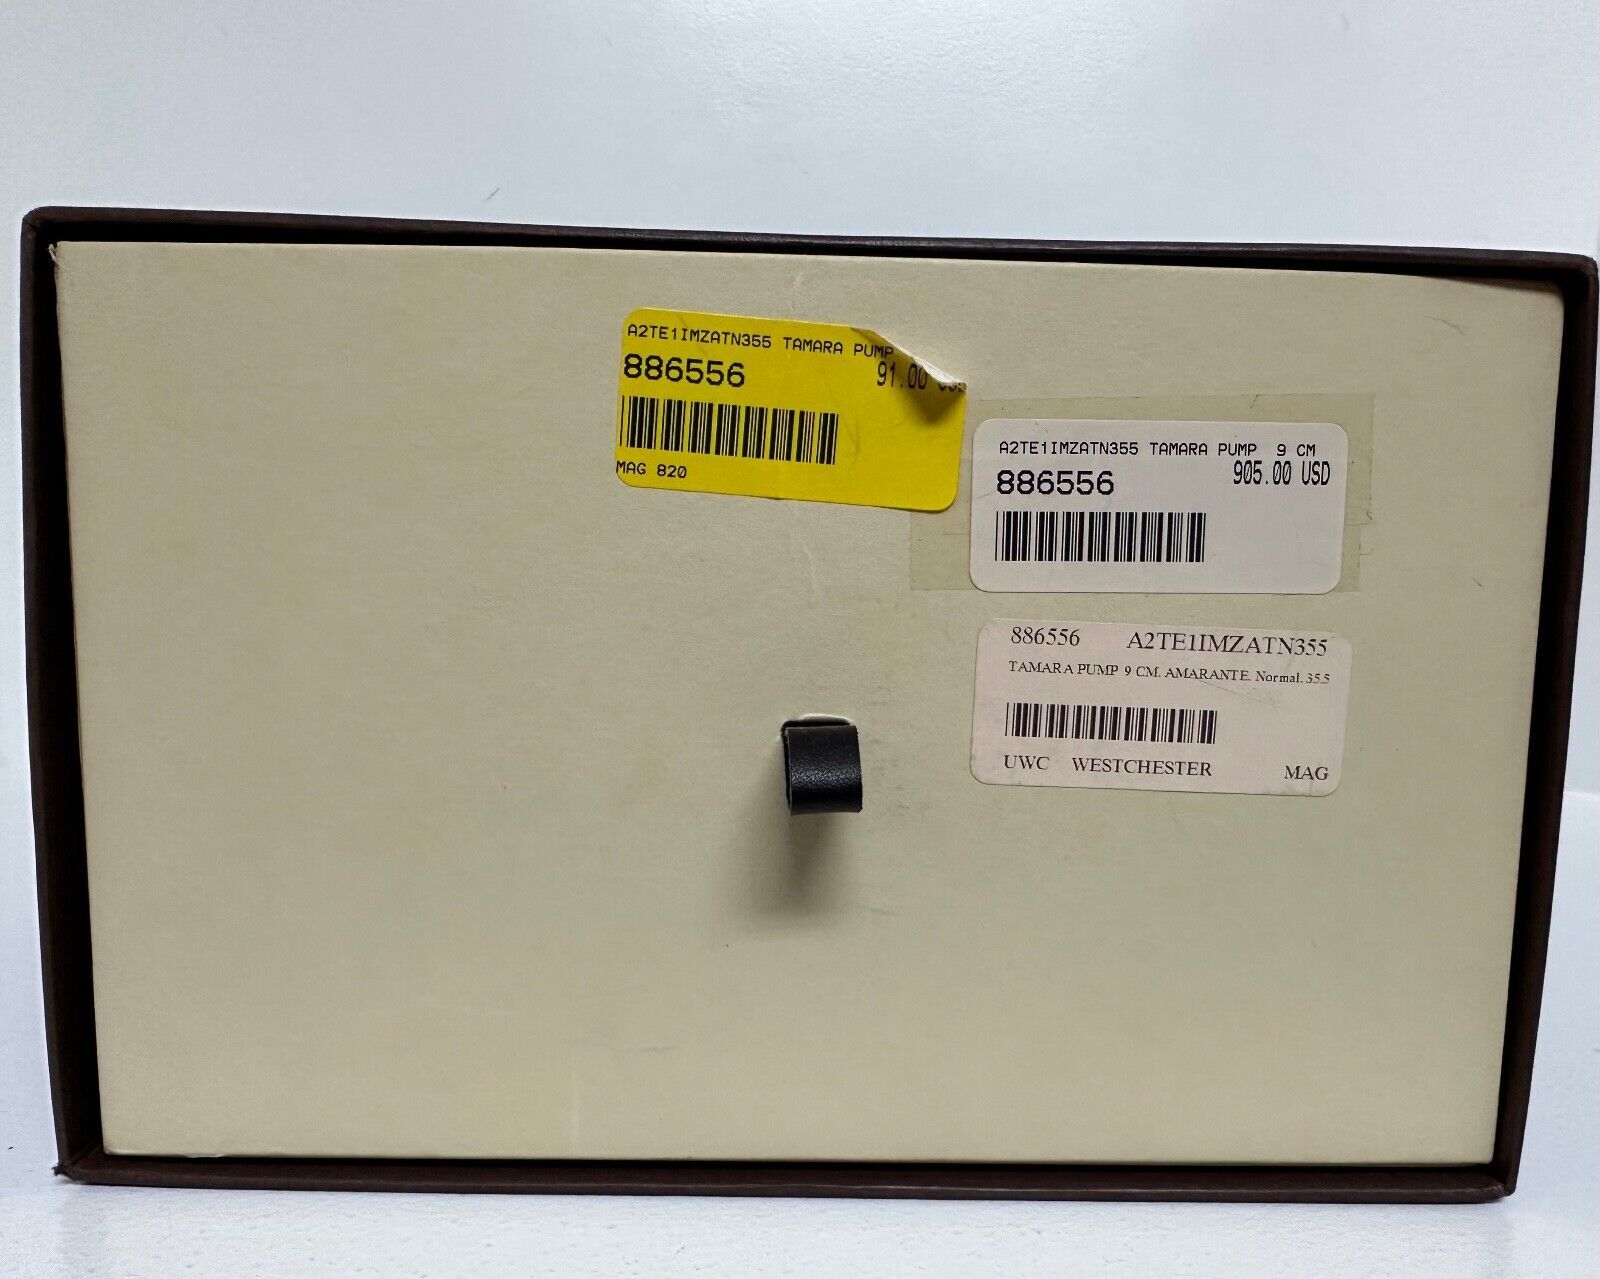 A2TE1IMZATN355 TAMARA PUMP
886556 91.00
MAG 820
A2TE1IMZATN355 TAMARA PUMP 9 CM
886556 905.00 USD
886556 A2TE1IMZATN355
TAMARA PUMP 9 CM. AMARANTE. Normal. 35.5
UWC WESTCHESTER MAG